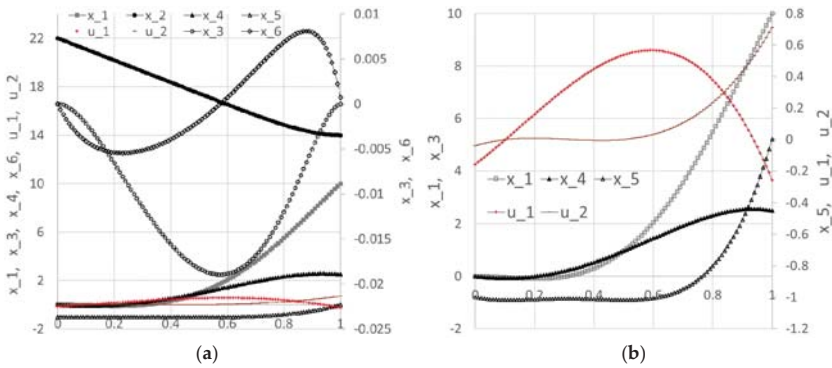 x_1 x_2 x_4 x_5
u_1 u_2 x_3 x_6
22
18
14
10
6
2
-2
0.01
0.005
0
-0.005
-0.01
-0.015
-0.02
-0.025
0 0.2 0.4 0.6 0.8 1
x_1, x_3, x_4, x_6, u_1, u_2
x_3, x_6
(a)
10
8
6
4
2
0
-2
0.8
0.6
0.4
0.2
0
-0.2
-0.4
-0.6
-0.8
-1
-1.2
x_1 x_4 x_5
u_1 u_2
0 0.2 0.4 0.6 0.8 1
x_1, x_3
x_5, u_1, u_2
(b)